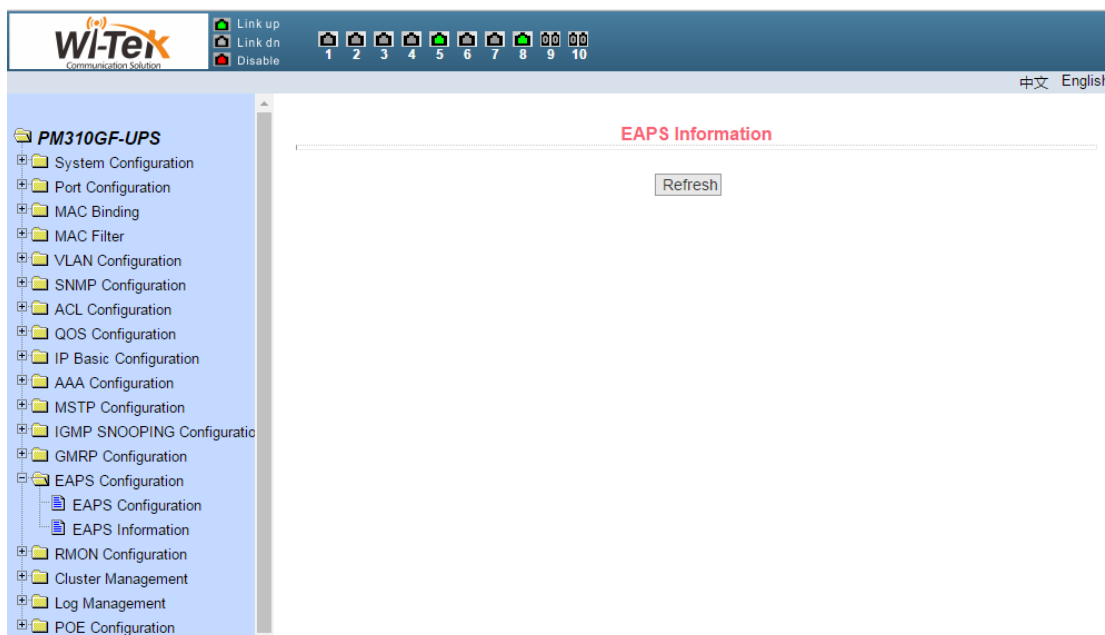 WI-TEK
Communication Solution
Link up
Link dn
Disable
1 2 3 4 5 6 7 8 9 10
中文 English
PM310GF-UPS
System Configuration
Port Configuration
MAC Binding
MAC Filter
VLAN Configuration
SNMP Configuration
ACL Configuration
QOS Configuration
IP Basic Configuration
AAA Configuration
MSTP Configuration
IGMP SNOOPING Configuratio
GMRP Configuration
EAPS Configuration
EAPS Configuration
EAPS Information
RMON Configuration
Cluster Management
Log Management
POE Configuration
EAPS Information
Refresh